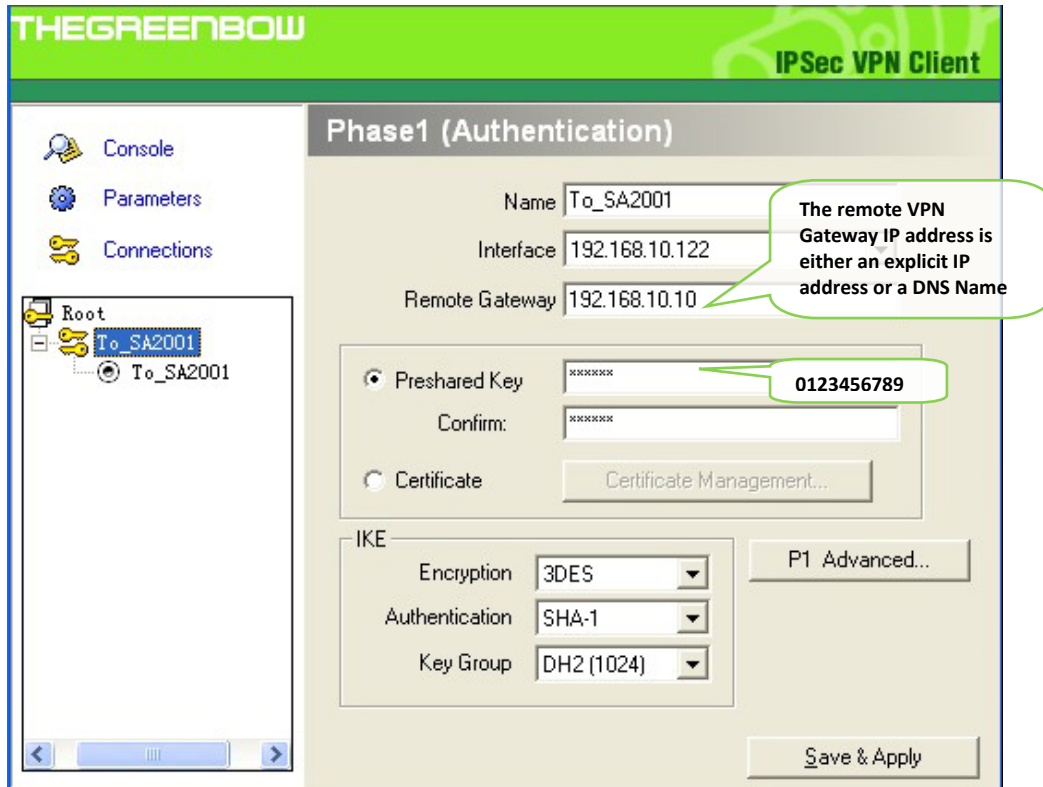 THEGREENBOW
IPSec VPN Client
Console
Parameters
Connections
Root
To_SA2001
To_SA2001
Phase1 (Authentication)
Name To_SA2001
Interface 192.168.10.122
Remote Gateway 192.168.10.10
The remote VPN
Gateway IP address is
either an explicit IP
address or a DNS Name
Preshared Key ××××××
0123456789
Confirm: ××××××
Certificate Certificate Management...
IKE
Encryption 3DES
Authentication SHA-1
Key Group DH2 (1024)
P1 Advanced...
Save & Apply